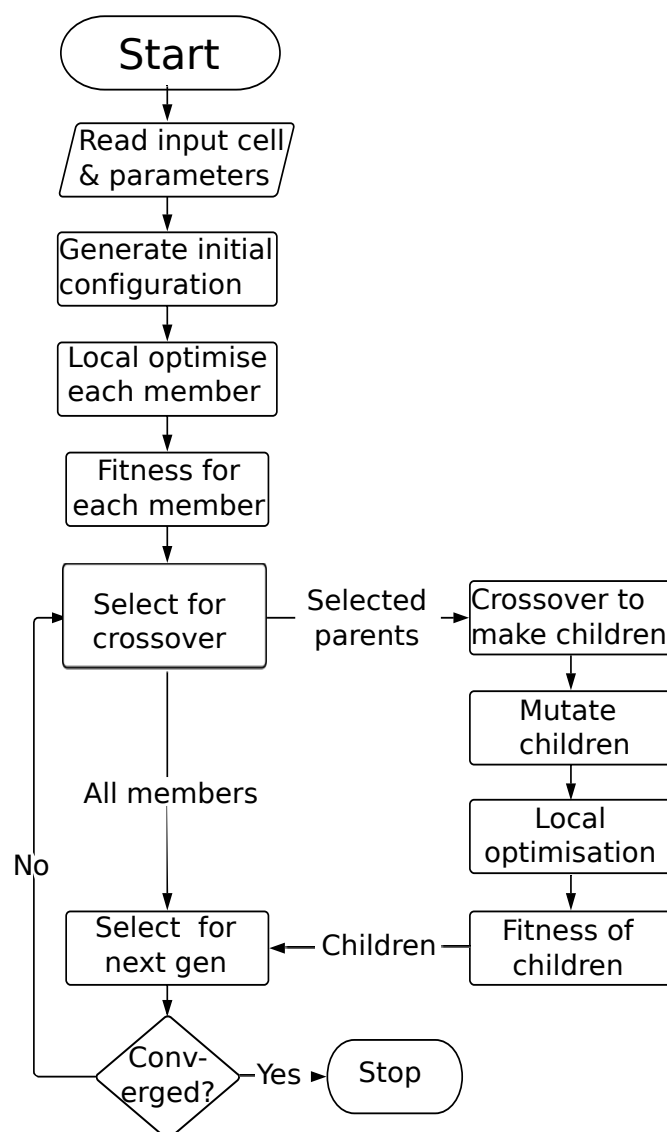 Start
Read input cell
& parameters
Generate initial
configuration
Local optimise
each member
Fitness for
each member
Select for
crossover
Selected
parents
Crossover to
make children
Mutate
children
All members
Local
optimisation
No
Select for
next gen
Children
Fitness of
children
Conv-
erged?
Yes
Stop